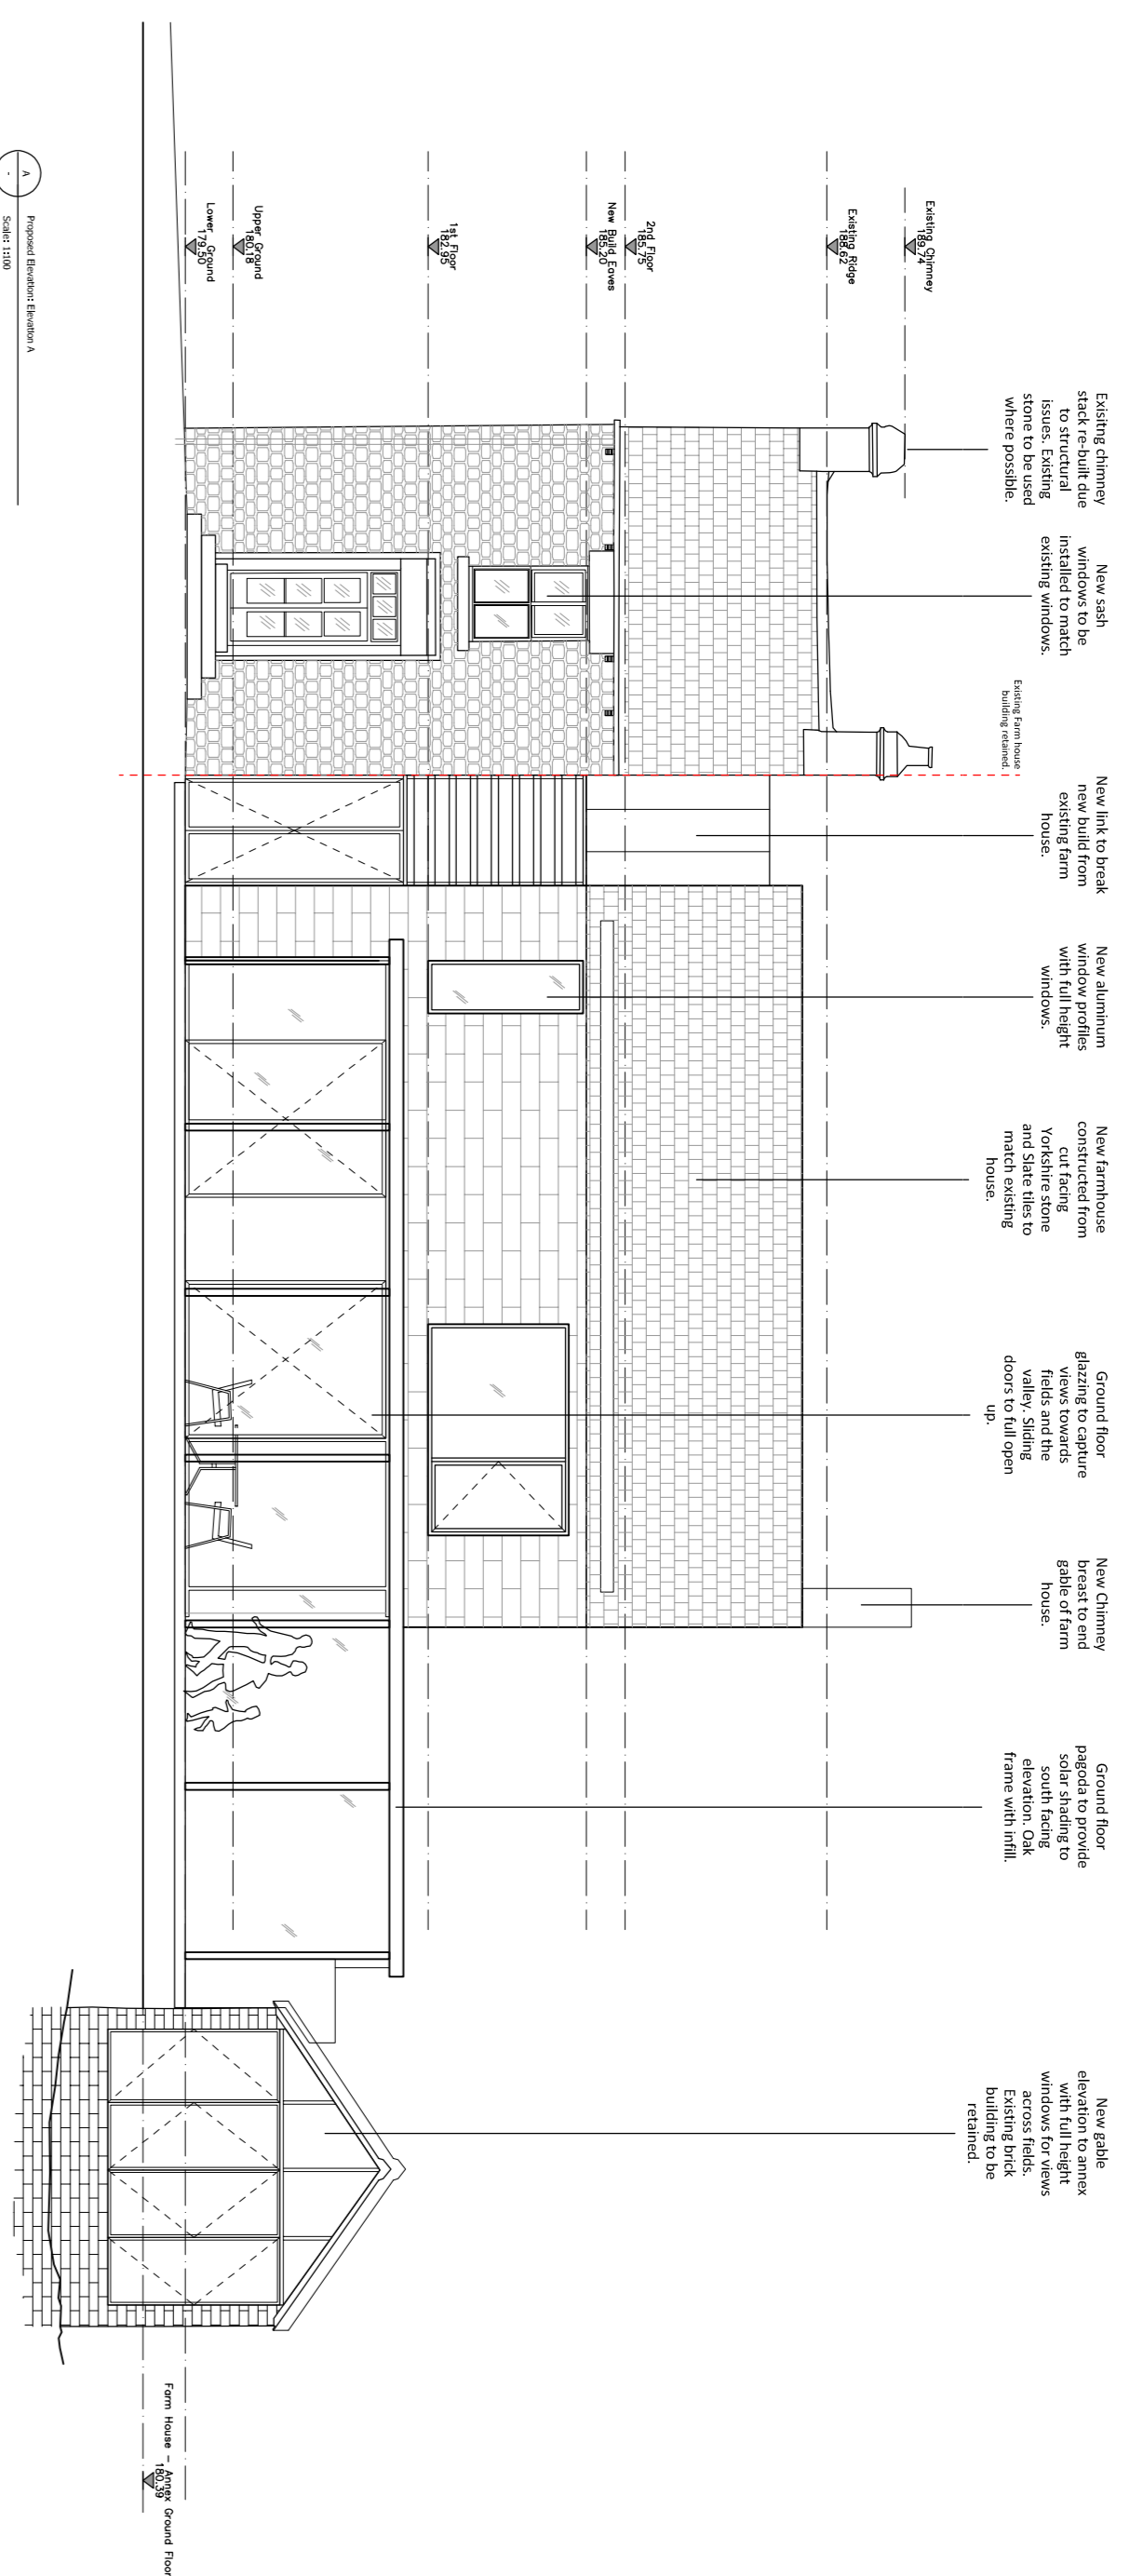 Exisitng chimney
stack re-built due
to structural
issues. Existing
stone to be used
where possible.
New sash
windows to be
installed to match
existing windows.
Existing Farm house
building retained.
New link to break
new build from
existing farm
house.
New aluminum
window profiles
with full height
windows.
New farmhouse
constructed from
cut facing
Yorkshire stone
and Slate tiles to
match existing
house.
Ground floor
glazzing to capture
views towards
fields and the
valley. Sliding
doors to full open
up.
New Chimney
breast to end
gable of farm
house.
Ground floor
pagoda to provide
solar shading to
south facing
elevation. Oak
frame with infill.
New gable
elevation to annex
with full height
windows for views
across fields.
Existing brick
building to be
retained.
Existing Chimney
189.74
Existing Ridge
188.62
2nd Floor
185.75
New Build Eaves
185.20
1st Floor
182.95
Upper Ground
180.18
Lower Ground
179.50
Farm House - Annex Ground Floor
180.39
A
-
Proposed Elevation: Elevation A
Scale: 1:100